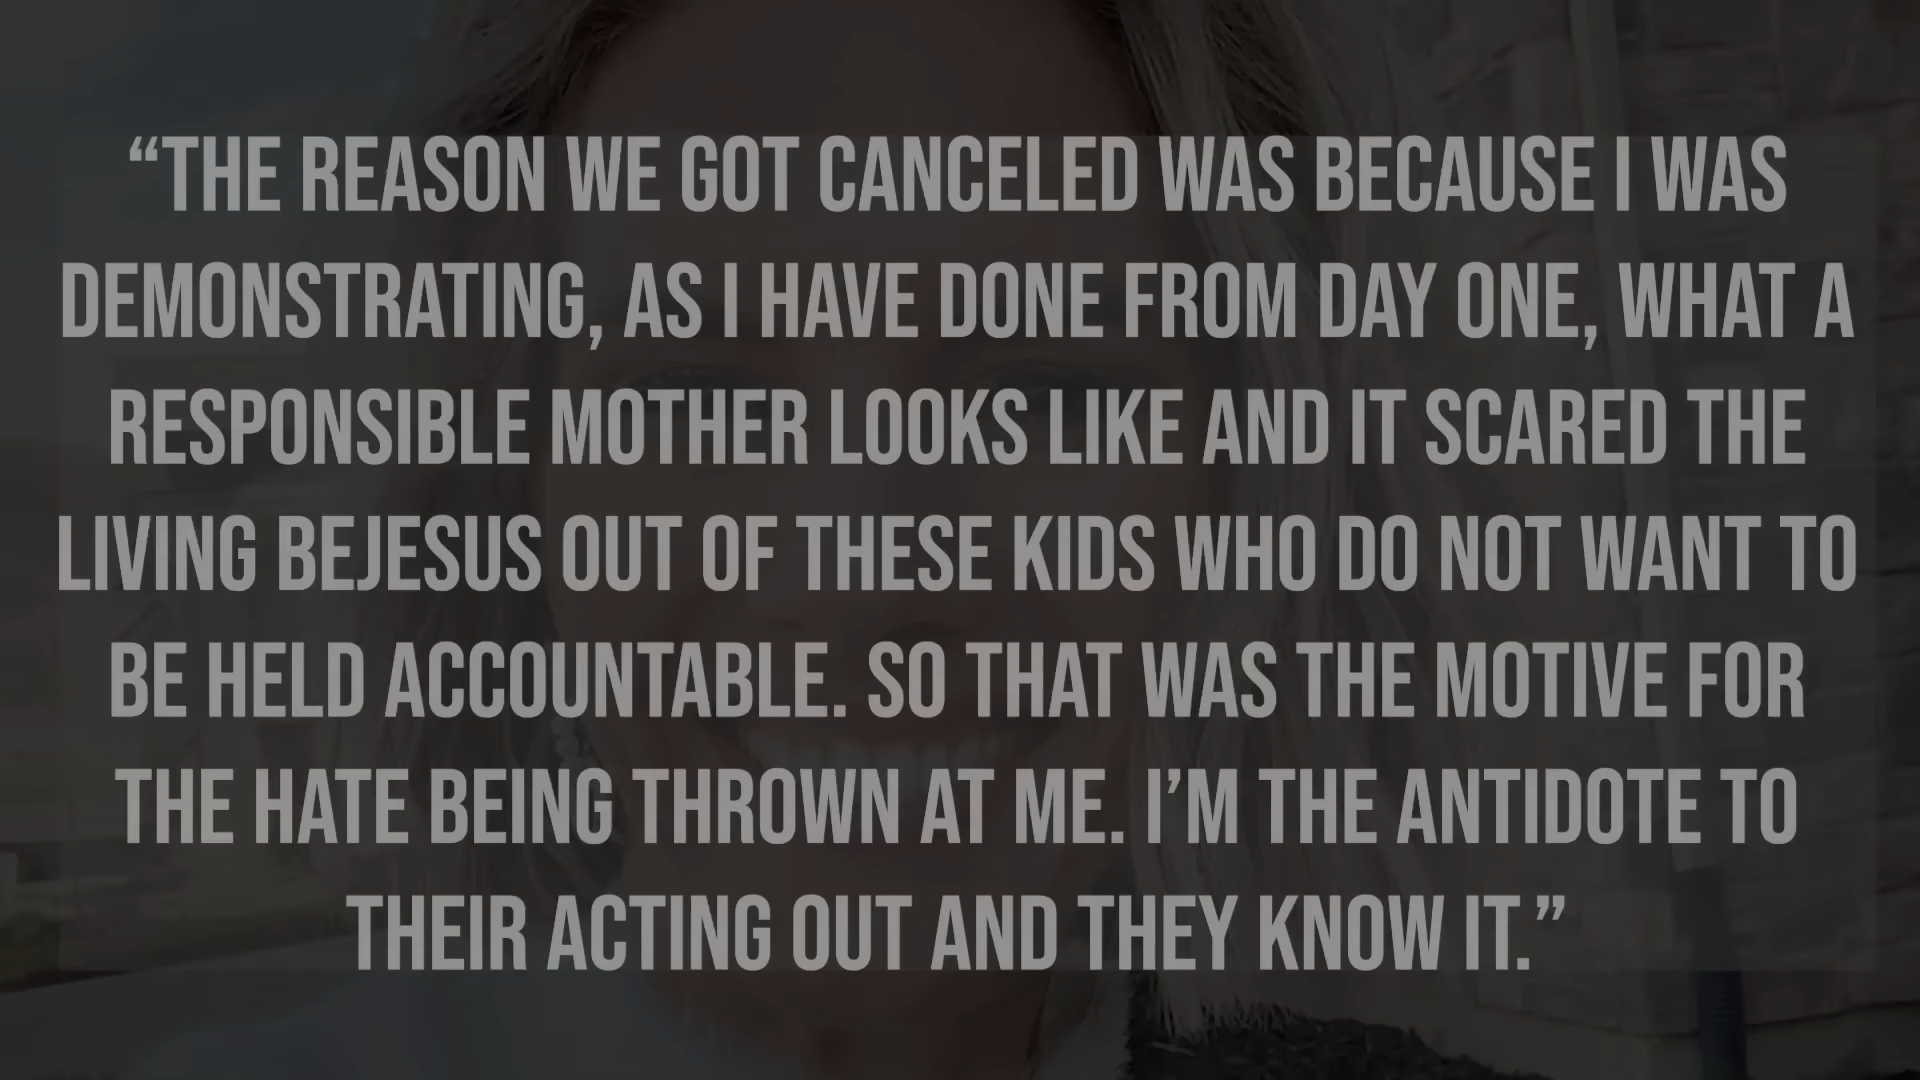 “THE REASON WE GOT CANCELED WAS BECAUSE I WAS
DEMONSTRATING, AS I HAVE DONE FROM DAY ONE, WHAT A
RESPONSIBLE MOTHER LOOKS LIKE AND IT SCARED THE
LIVING BEJESUS OUT OF THESE KIDS WHO DO NOT WANT TO
BE HELD ACCOUNTABLE. SO THAT WAS THE MOTIVE FOR
THE HATE BEING THROWN AT ME. I’M THE ANTIDOTE TO
THEIR ACTING OUT AND THEY KNOW IT.”